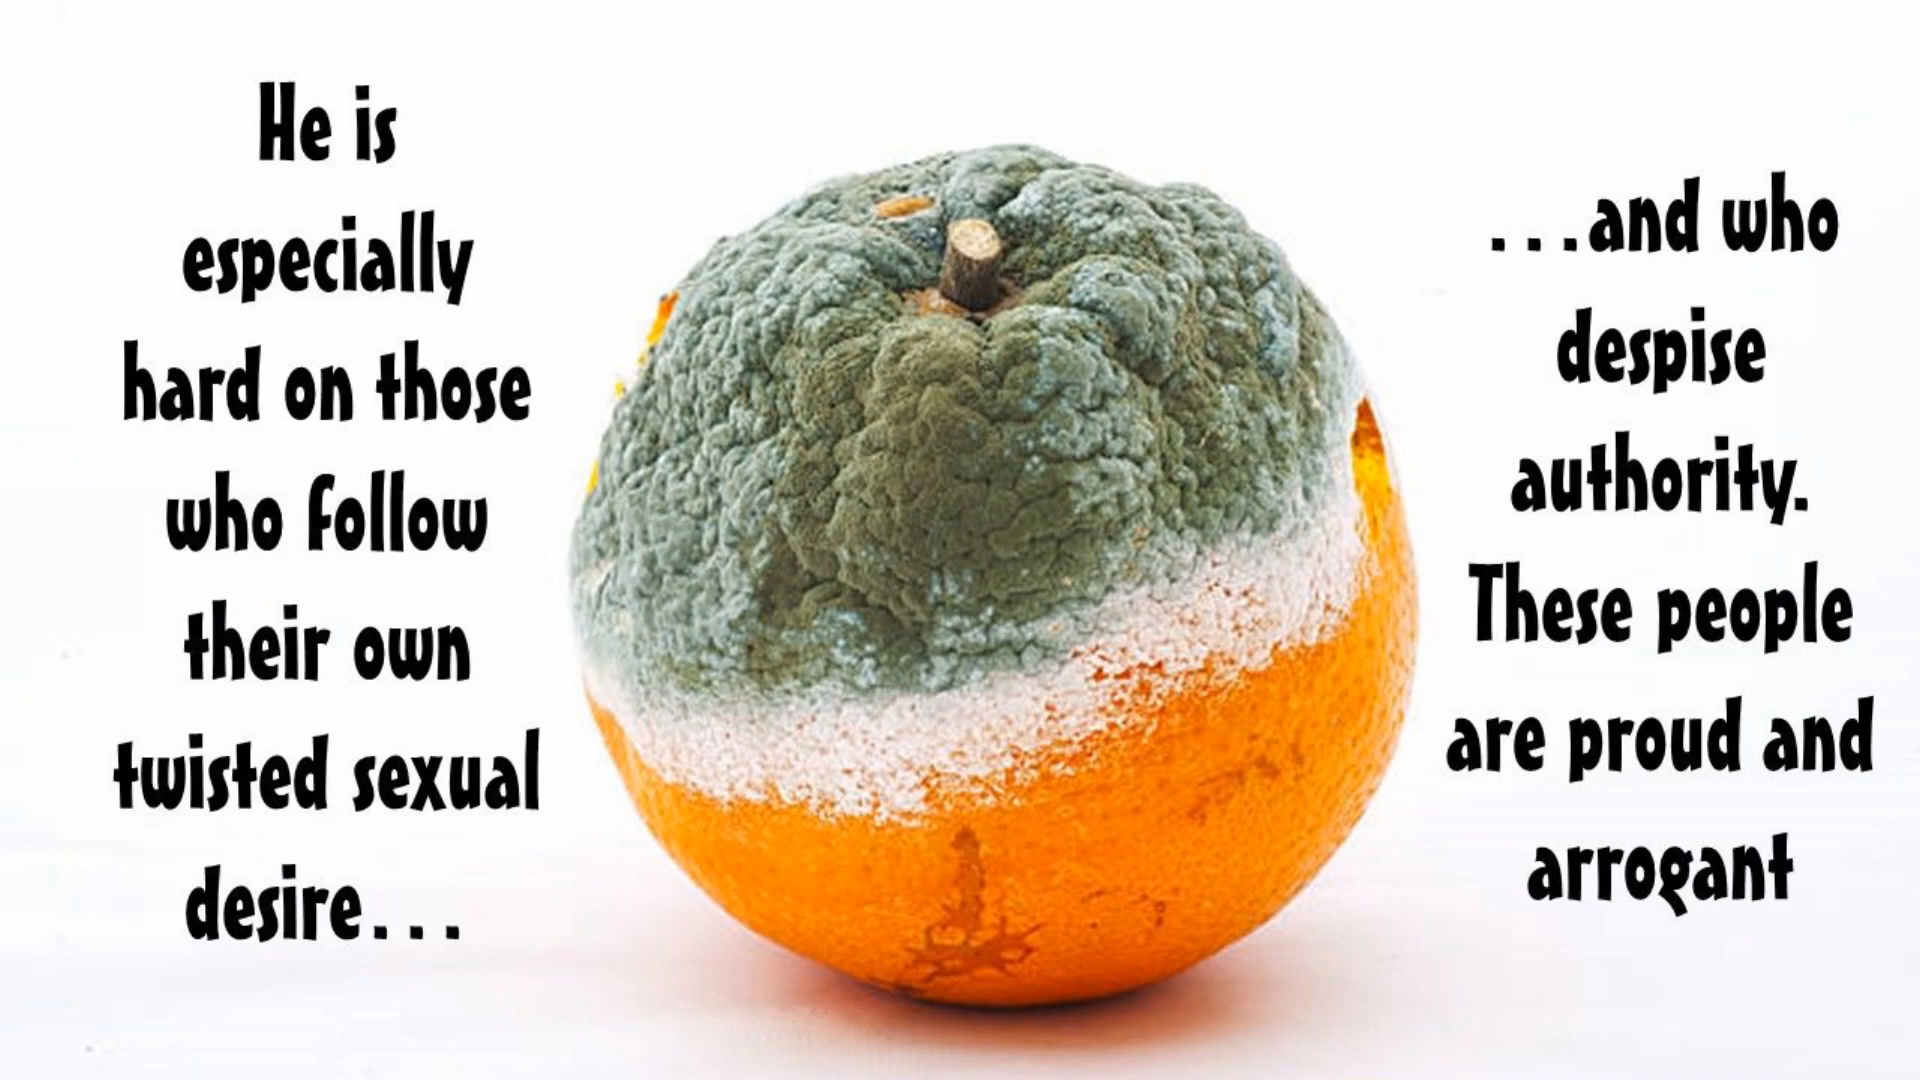 He is
especially
hard on those
who follow
their own
twisted sexual
desire...
...and who
despise
authority.
These people
are proud and
arrogant